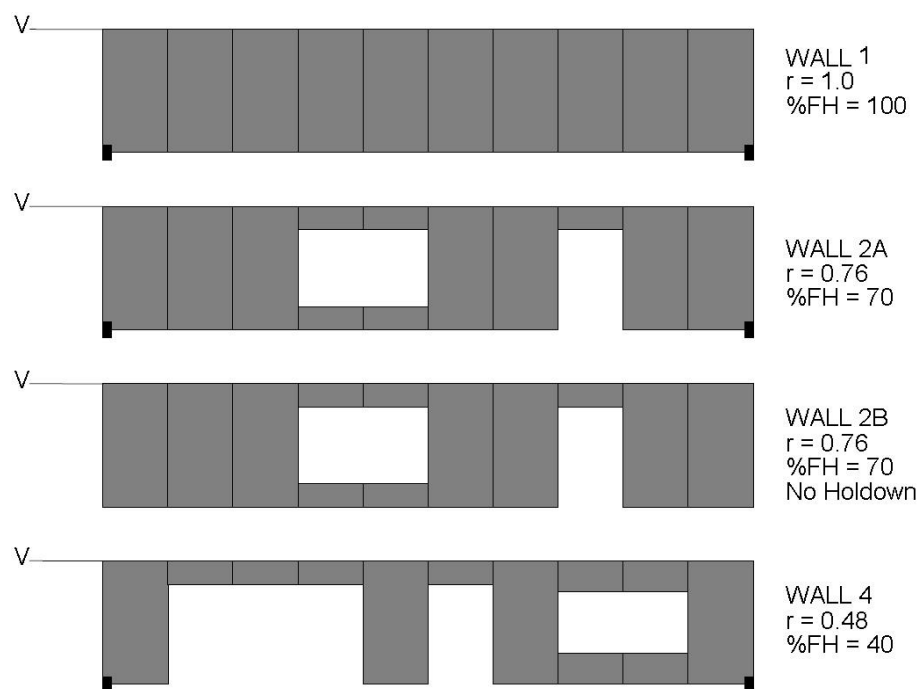 V
WALL 1
r = 1.0
%FH = 100
V
WALL 2A
r = 0.76
%FH = 70
V
WALL 2B
r = 0.76
%FH = 70
No Holdown
V
WALL 4
r = 0.48
%FH = 40